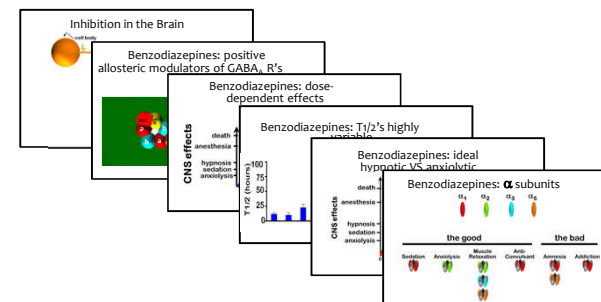 Inhibition in the Brain
cell body
Benzodiazepines: positive
allosteric modulators of GABA_A R's
Benzodiazepines: dose-
dependent effects
CNS effects
death
anesthesia
hypnosis
sedation
anxiolysis
Benzodiazepines: T1/2's highly
variable
T1/2 (hours)
100
75
50
25
0
Benzodiazepines: ideal
hypnotic VS anxiolytic
CNS effects
death
anesthesia
hypnosis
sedation
anxiolysis
Benzodiazepines: α subunits
α1 α2 α3 α5
the good the bad
Sedation Anxiolysis Muscle Relaxation Anti-Convulsant Amnesia Addiction